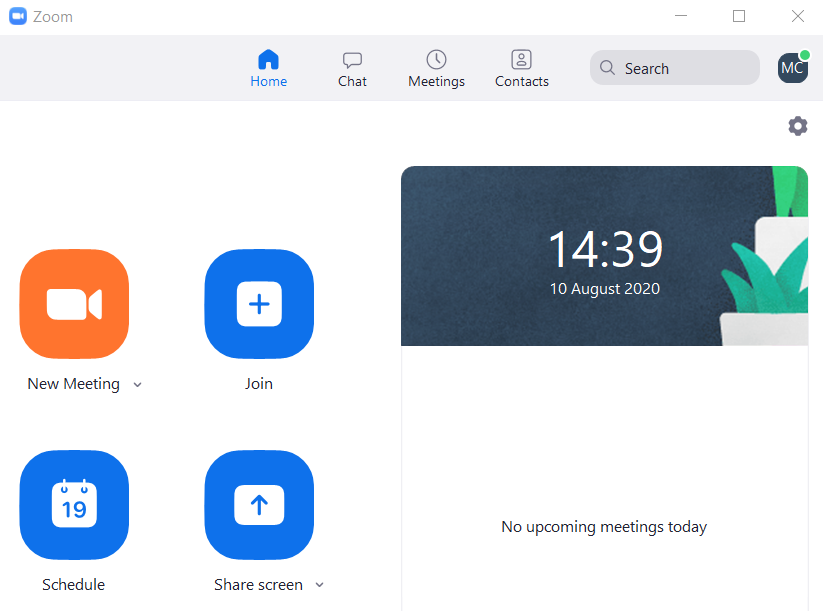 Zoom
Home
Chat
Meetings
Contacts
Search
MC
14:39
10 August 2020
New Meeting
Join
19
Schedule
Share screen
No upcoming meetings today